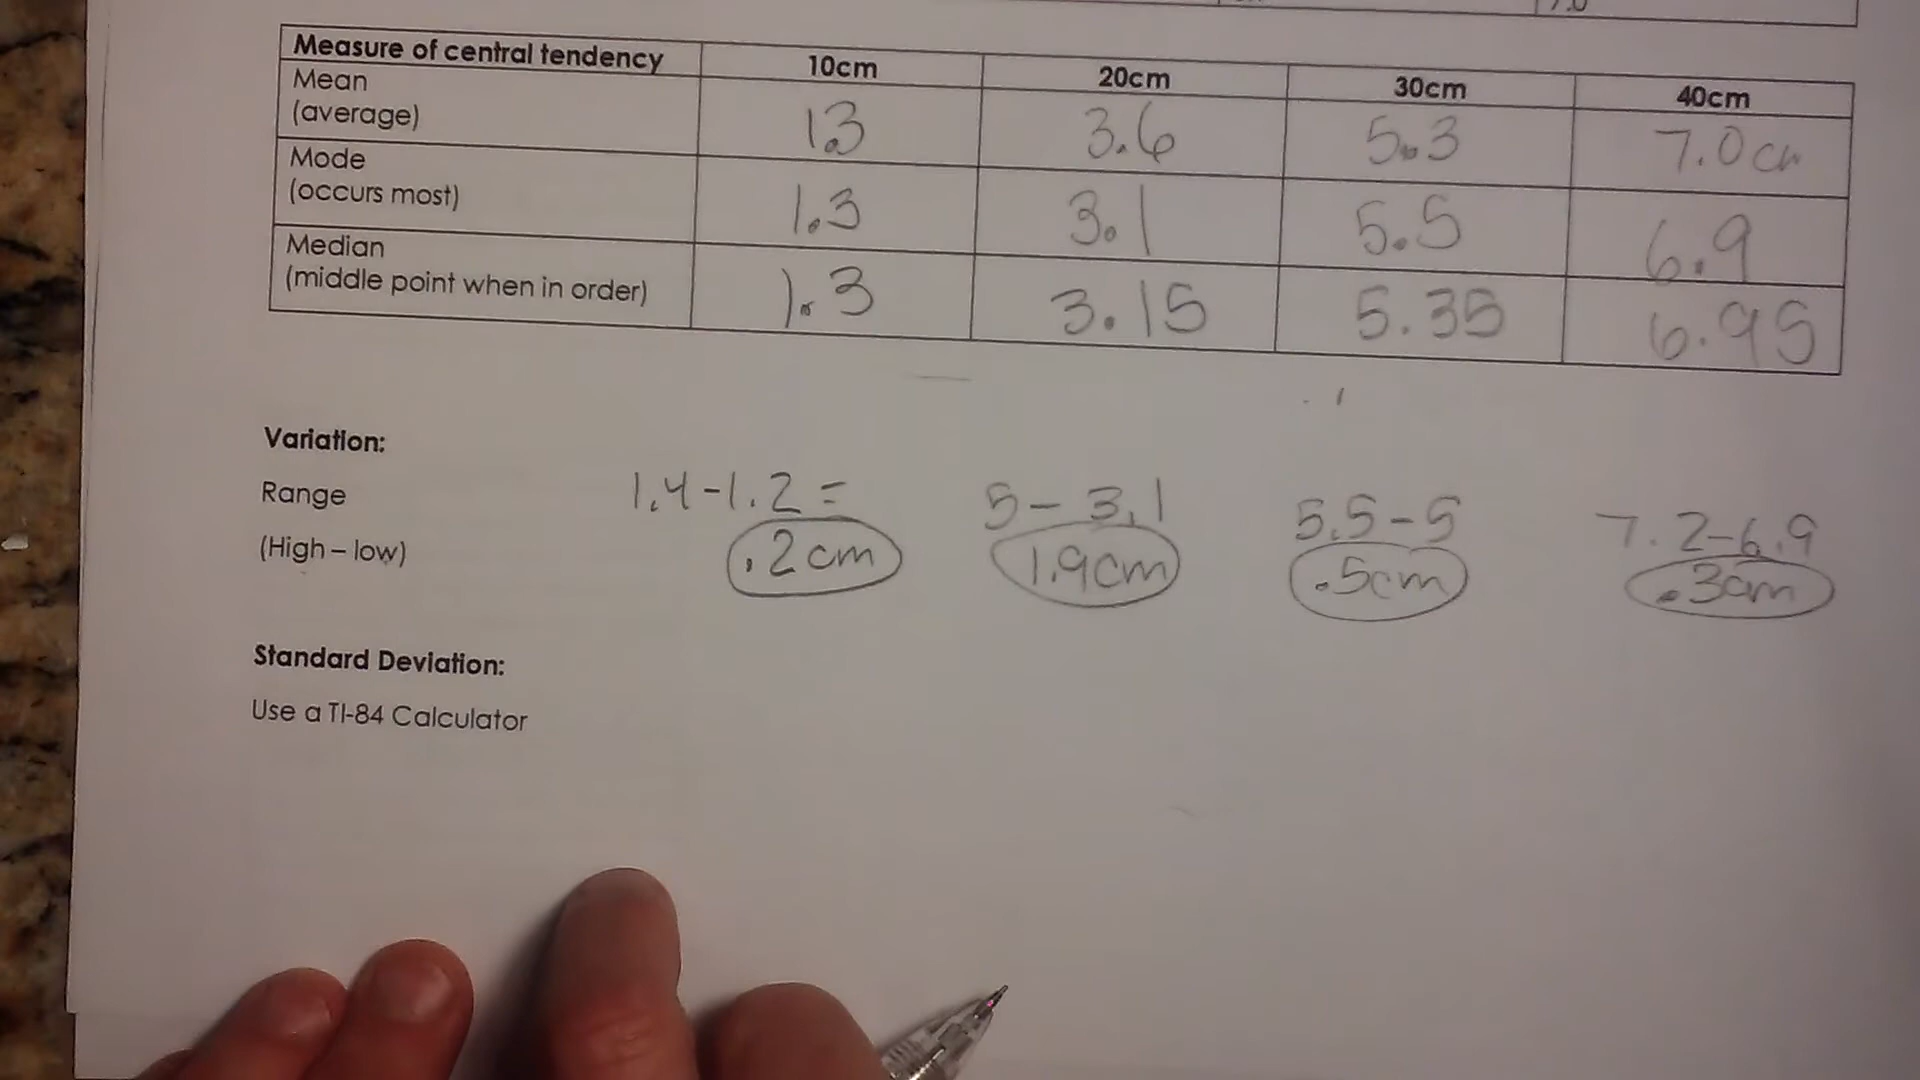 7.0
Measure of central tendency 10cm 20cm 30cm 40cm
Mean
(average) 1.3 3.6 5.3 7.0cm
Mode
(occurs most) 1.3 3.1 5.5 6.9
Median
(middle point when in order) 1.3 3.15 5.35 6.95
Variation:
Range 1.4-1.2= 5-3.1 5.5-5 7.2-6.9
(High – low) .2cm 1.9cm .5cm .3cm
Standard Deviation:
Use a TI-84 Calculator